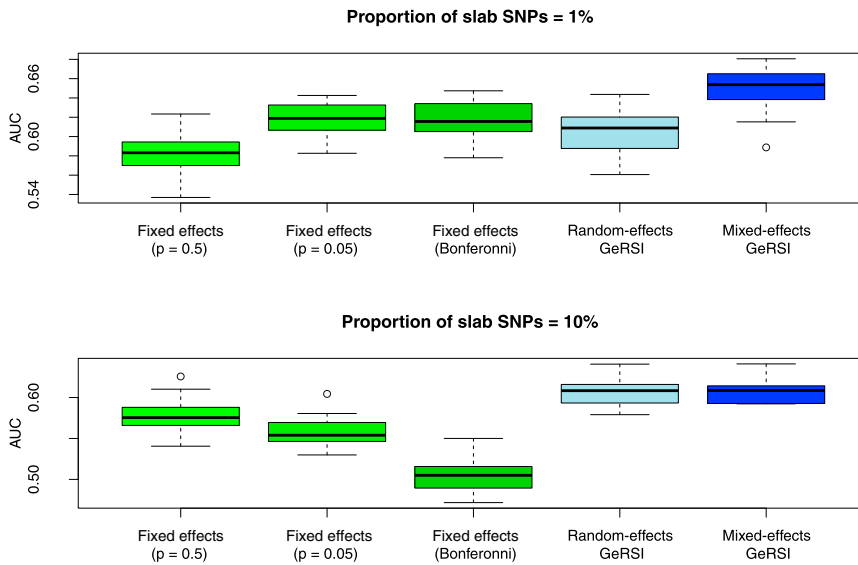 Proportion of slab SNPs = 1%
AUC
0.66
0.60
0.54
Fixed effects
(p = 0.5)
Fixed effects
(p = 0.05)
Fixed effects
(Bonferonni)
Random-effects
GeRSI
Mixed-effects
GeRSI
Proportion of slab SNPs = 10%
AUC
0.60
0.50
Fixed effects
(p = 0.5)
Fixed effects
(p = 0.05)
Fixed effects
(Bonferonni)
Random-effects
GeRSI
Mixed-effects
GeRSI